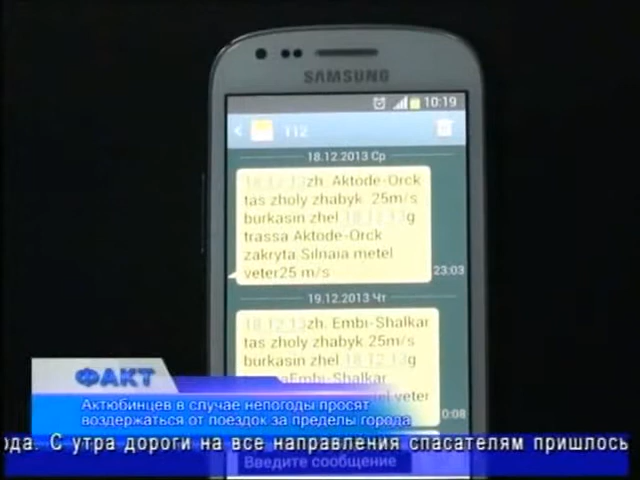 SAMSUNG
10:19
112
18.12.2013 Ср
18.12.13zh. Aktode-Orck
tas zholy zhabyk. 25m/s
burkasin zhel 18.12.13g
trassa Aktode-Orck
zakryta.Silnaia metel
veter25 m/s
23:03
19.12.2013 Чт
18.12.13zh. Embi-Shalkar
tas zholy zhabyk 25m/s
burkasin zhel 18.12.13g
Embi-Shalkar
veter
0:08
ФАКТ
Актюбинцев в случае непогоды просят
воздержаться от поездок за пределы города
ода. С утра дороги на все направления спасателям пришлось
Введите сообщение